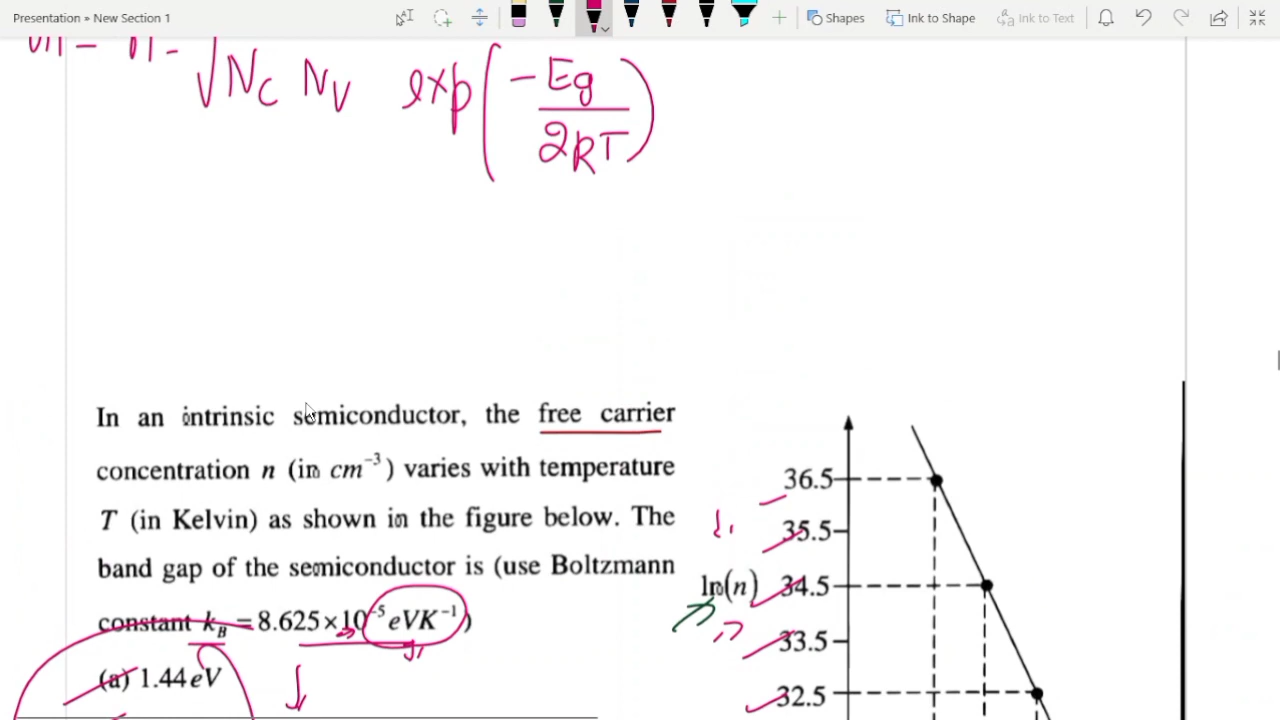 Presentation » New Section 1
Shapes
Ink to Shape
Ink to Text
√Nc Nv exp(-Eg/2kT)
In an intrinsic semiconductor, the free carrier
concentration n (in cm⁻³) varies with temperature
T (in Kelvin) as shown in the figure below. The
band gap of the semiconductor is (use Boltzmann
constant k_B = 8.625×10⁻⁵ eVK⁻¹)
(a) 1.44 eV
36.5
35.5
ln(n) 34.5
33.5
32.5